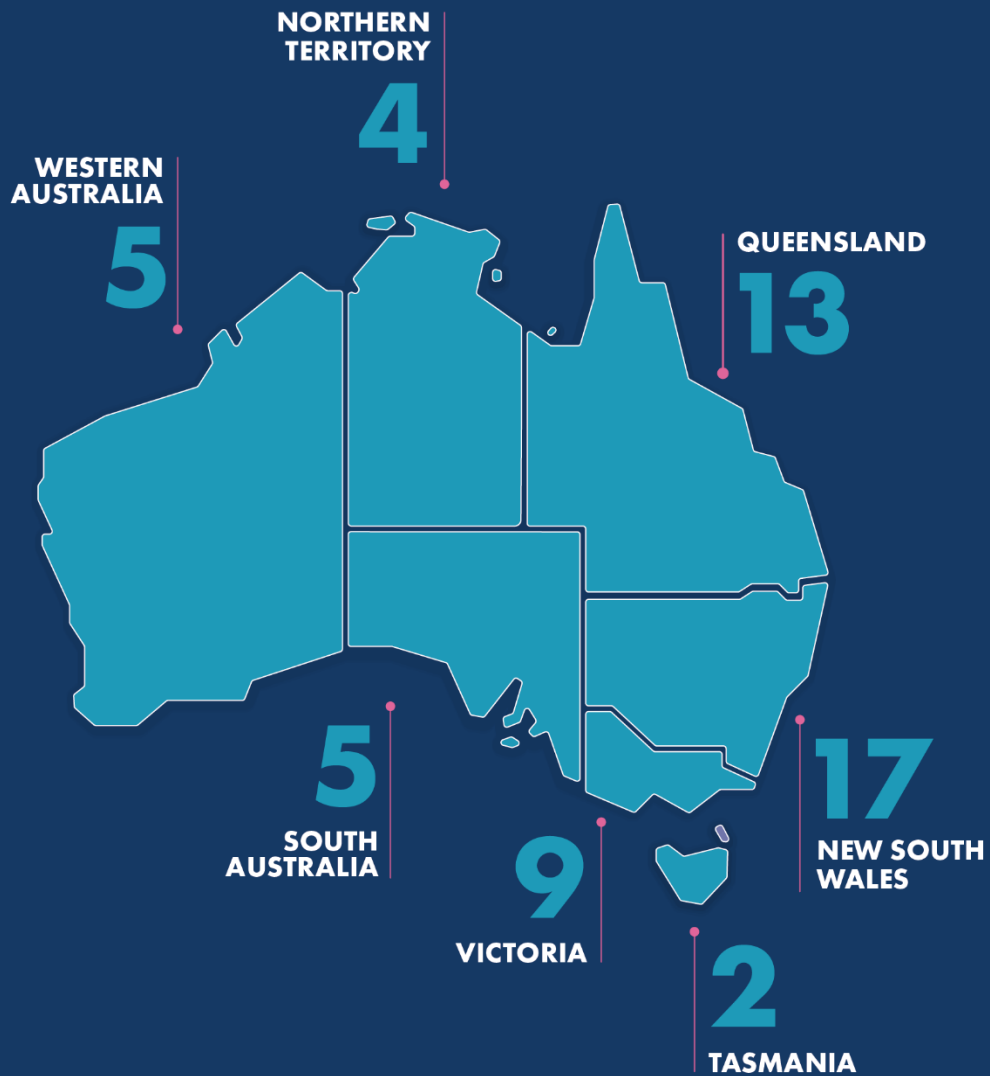 NORTHERN
TERRITORY
4
WESTERN
AUSTRALIA
5
QUEENSLAND
13
5
SOUTH
AUSTRALIA
17
NEW SOUTH
WALES
9
VICTORIA
2
TASMANIA